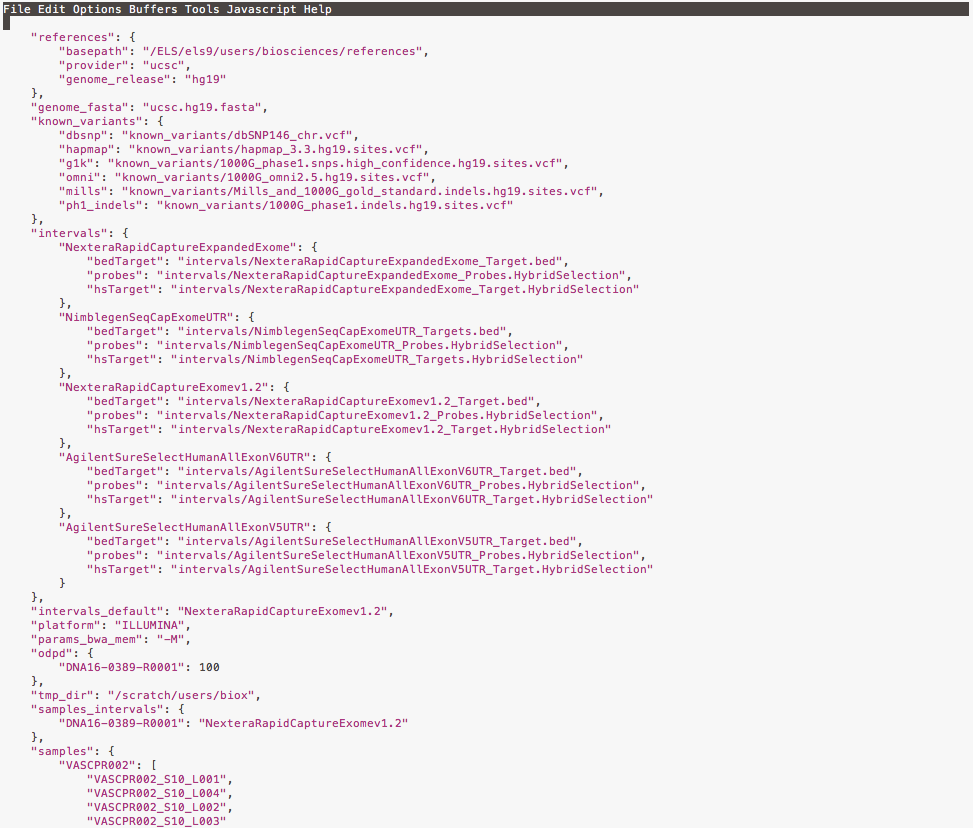 File Edit Options Buffers Tools Javascript Help
"references": {
"basepath": "/ELS/els9/users/biosciences/references",
"provider": "ucsc",
"genome_release": "hg19"
},
"genome_fasta": "ucsc.hg19.fasta",
"known_variants": {
"dbsnp": "known_variants/dbSNP146_chr.vcf",
"hapmap": "known_variants/hapmap_3.3.hg19.sites.vcf",
"g1k": "known_variants/1000G_phase1.snps.high_confidence.hg19.sites.vcf",
"omni": "known_variants/1000G_omni2.5.hg19.sites.vcf",
"mills": "known_variants/Mills_and_1000G_gold_standard.indels.hg19.sites.vcf",
"ph1_indels": "known_variants/1000G_phase1.indels.hg19.sites.vcf"
},
"intervals": {
"NexteraRapidCaptureExpandedExome": {
"bedTarget": "intervals/NexteraRapidCaptureExpandedExome_Target.bed",
"probes": "intervals/NexteraRapidCaptureExpandedExome_Probes.HybridSelection",
"hsTarget": "intervals/NexteraRapidCaptureExpandedExome_Target.HybridSelection"
},
"NimblegenSeqCapExomeUTR": {
"bedTarget": "intervals/NimblegenSeqCapExomeUTR_Targets.bed",
"probes": "intervals/NimblegenSeqCapExomeUTR_Probes.HybridSelection",
"hsTarget": "intervals/NimblegenSeqCapExomeUTR_Targets.HybridSelection"
},
"NexteraRapidCaptureExomev1.2": {
"bedTarget": "intervals/NexteraRapidCaptureExomev1.2_Target.bed",
"probes": "intervals/NexteraRapidCaptureExomev1.2_Probes.HybridSelection",
"hsTarget": "intervals/NexteraRapidCaptureExomev1.2_Target.HybridSelection"
},
"AgilentSureSelectHumanAllExonV6UTR": {
"bedTarget": "intervals/AgilentSureSelectHumanAllExonV6UTR_Target.bed",
"probes": "intervals/AgilentSureSelectHumanAllExonV6UTR_Probes.HybridSelection",
"hsTarget": "intervals/AgilentSureSelectHumanAllExonV6UTR_Target.HybridSelection"
},
"AgilentSureSelectHumanAllExonV5UTR": {
"bedTarget": "intervals/AgilentSureSelectHumanAllExonV5UTR_Target.bed",
"probes": "intervals/AgilentSureSelectHumanAllExonV5UTR_Probes.HybridSelection",
"hsTarget": "intervals/AgilentSureSelectHumanAllExonV5UTR_Target.HybridSelection"
}
},
"intervals_default": "NexteraRapidCaptureExomev1.2",
"platform": "ILLUMINA",
"params_bwa_mem": "-M",
"odpd": {
"DNA16-0389-R0001": 100
},
"tmp_dir": "/scratch/users/biox",
"samples_intervals": {
"DNA16-0389-R0001": "NexteraRapidCaptureExomev1.2"
},
"samples": {
"VASCPR002": [
"VASCPR002_S10_L001",
"VASCPR002_S10_L004",
"VASCPR002_S10_L002",
"VASCPR002_S10_L003"